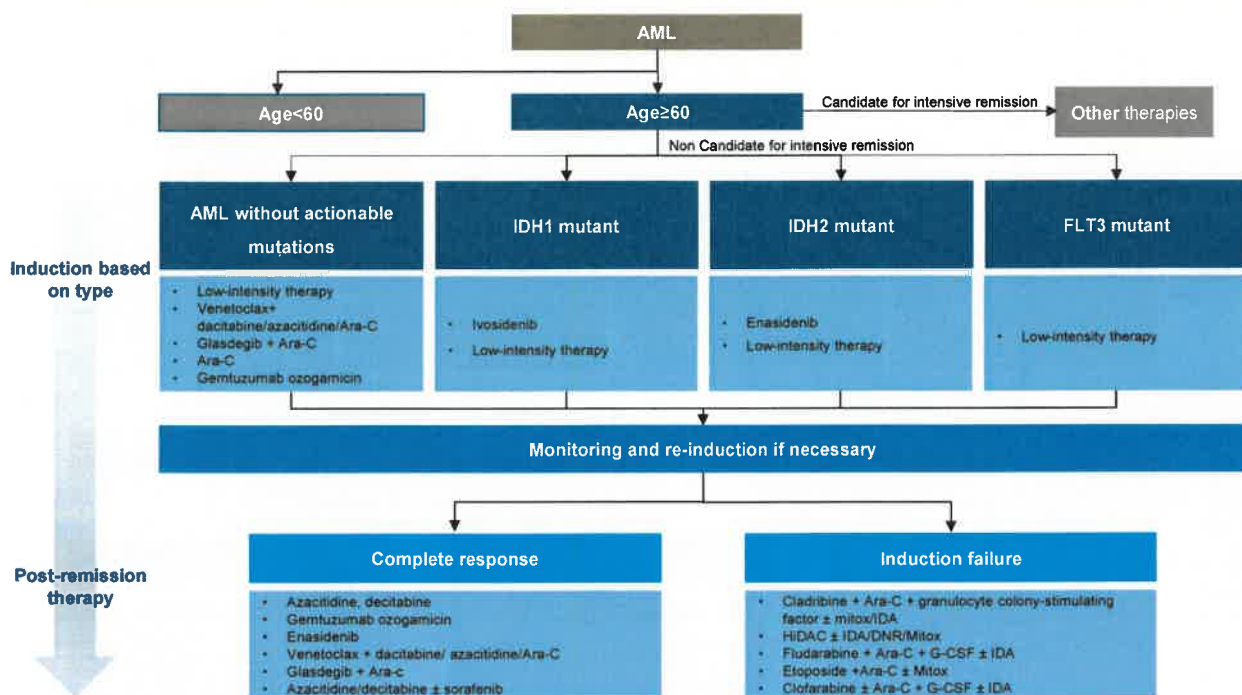 AML
Age<60
Age≥60
Candidate for intensive remission
Other therapies
Non Candidate for intensive remission
Induction based
on type
AML without actionable
mutations
IDH1 mutant
IDH2 mutant
FLT3 mutant
• Low-intensity therapy
• Venetoclax+
dacitabine/azacitidine/Ara-C
• Glasdegib + Ara-C
• Ara-C
• Gemtuzumab ozogamicin
• Ivosidenib
• Low-intensity therapy
• Enasidenib
• Low-intensity therapy
• Low-intensity therapy
Monitoring and re-induction if necessary
Post-remission
therapy
Complete response
• Azacitidine, decitabine
• Gemtuzumab ozogamicin
• Enasidenib
• Venetoclax + dacitabine/ azacitidine/Ara-C
• Glasdegib + Ara-c
• Azacitidine/decitabine ± sorafenib
Induction failure
• Cladribine + Ara-C + granulocyte colony-stimulating
factor ± mitox/IDA
• HiDAC ± IDA/DNR/Mitox
• Fludarabine + Ara-C + G-CSF ± IDA
• Etoposide +Ara-C ± Mitox
• Clofarabine ± Ara-C + G-CSF ± IDA